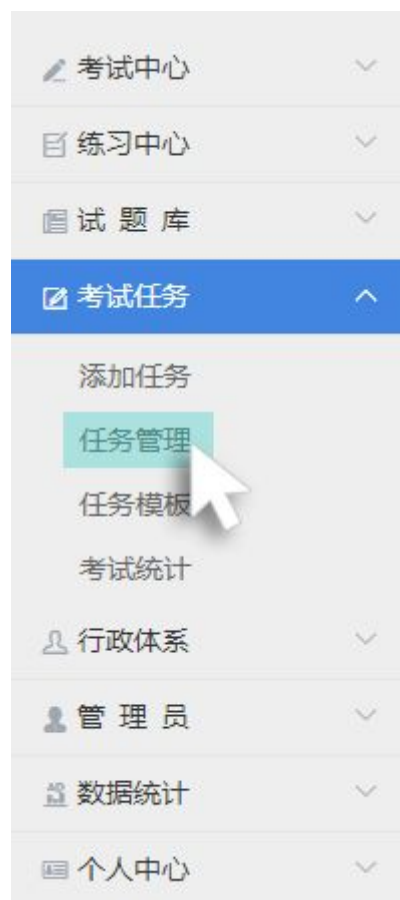 考试中心
练习中心
试 题 库
考试任务
添加任务
任务管理
任务模板
考试统计
行政体系
管 理 员
数据统计
个人中心